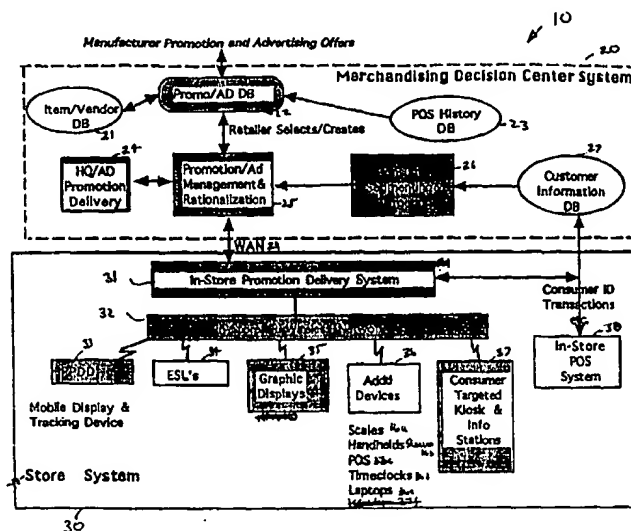 10
Manufacturer Promotion and Advertising Offers
20
Merchandising Decision Center System
Item/Vendor
DB
21
Promo/AD DB
22
POS History
DB
23
Retailer Selects/Creates
24
HQ/AD
Promotion
Delivery
Promotion/Ad
Management &
Rationalization
25
26
27
Customer
Information
DB
WAN
31
In-Store Promotion Delivery System
Consumer ID
Transactions
32
33
34
35
36
37
38
ESL's
Graphic
Displays
Addtl
Devices
Consumer
Targeted
Kiosk &
Info
Stations
In-Store
POS
System
Mobile Display &
Tracking Device
Scales
Handhelds
POS
Timeclocks
Laptops
Store System
30